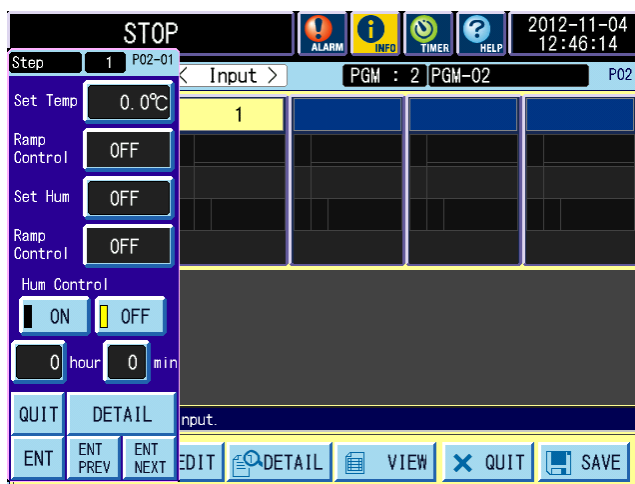 STOP
ALARM
INFO
TIMER
HELP
2012-11-04
12:46:14
Step 1 P02-01
< Input >
PGM : 2 PGM-02
P02
Set Temp 0.0℃
1
Ramp
Control OFF
Set Hum OFF
Ramp
Control OFF
Hum Control
ON OFF
0 hour 0 min
QUIT DETAIL
nput.
ENT
ENT
PREV
ENT
NEXT
EDIT
DETAIL
VIEW
QUIT
SAVE